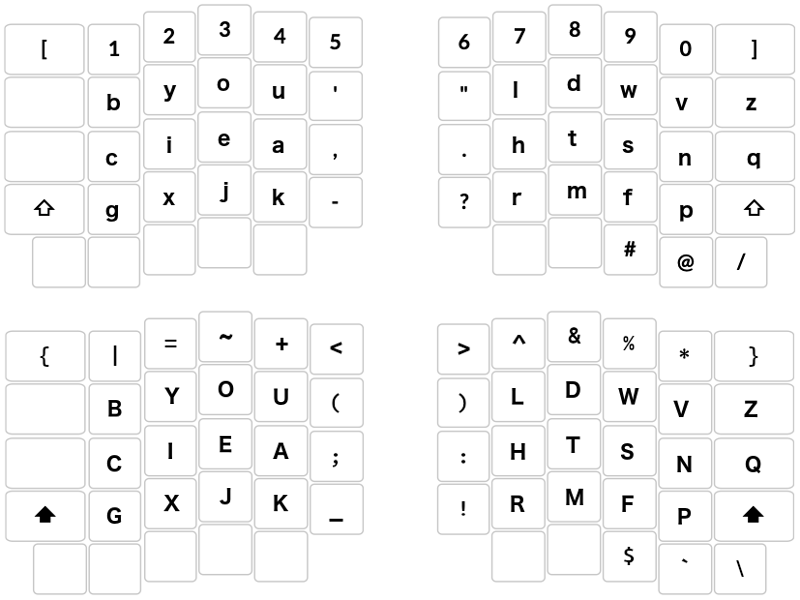 [ 1 2 3 4 5 6 7 8 9 0 ]
b y o u ' " l d w v z
c i e a , . h t s n q
g x j k - ? r m f p
# @ /
{ | = ~ + < > ^ & % * }
B Y O U ( ) L D W V Z
C I E A ; : H T S N Q
G X J K _ ! R M F P
$ ` \